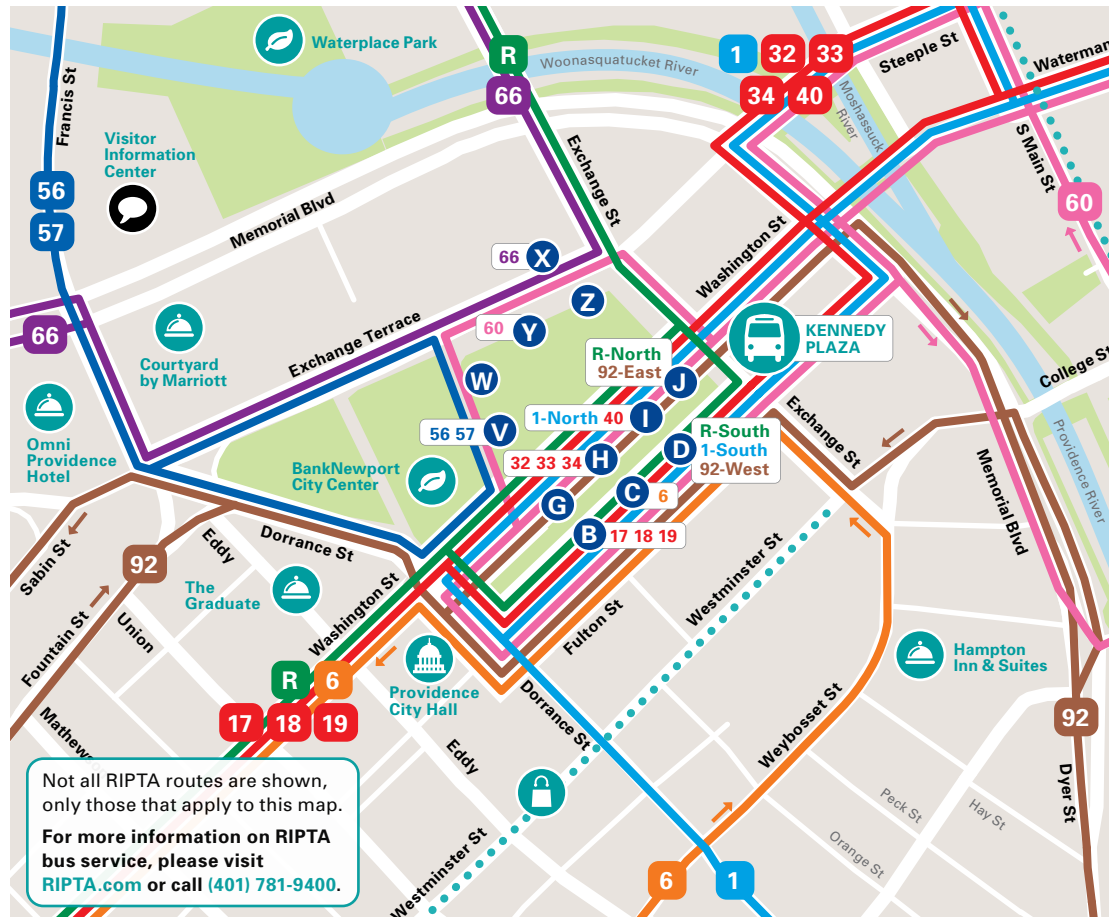 Francis St
Waterplace Park
R
66
Woonasquatucket River
1
32
33
34
40
Steeple St
Waterman
Moshassuck
River
Visitor
Information
Center
56
57
Memorial Blvd
Exchange St
S Main St
60
66 X
Washington St
Z
60 Y
66
Courtyard
by Marriott
Exchange Terrace
KENNEDY
PLAZA
R-North
92-East
J
W
College St
Omni
Providence
Hotel
1-North 40 I
56 57 V
Exchange St
R-South
1-South
92-West
D
BankNewport
City Center
32 33 34 H
Providence River
Memorial Blvd
G
C 6
B 17 18 19
Sabin St
92
Eddy
Dorrance St
Westminster St
The
Graduate
Washington St
Fulton St
Fountain St
Union
Hampton
Inn & Suites
R
6
17
18
19
Providence
City Hall
Dorrance St
Weybosset St
92
Mathewso
Eddy
Dyer St
Peck St
Hay St
Orange St
Westminster St
6
1
Not all RIPTA routes are shown,
only those that apply to this map.
For more information on RIPTA
bus service, please visit
RIPTA.com or call (401) 781-9400.